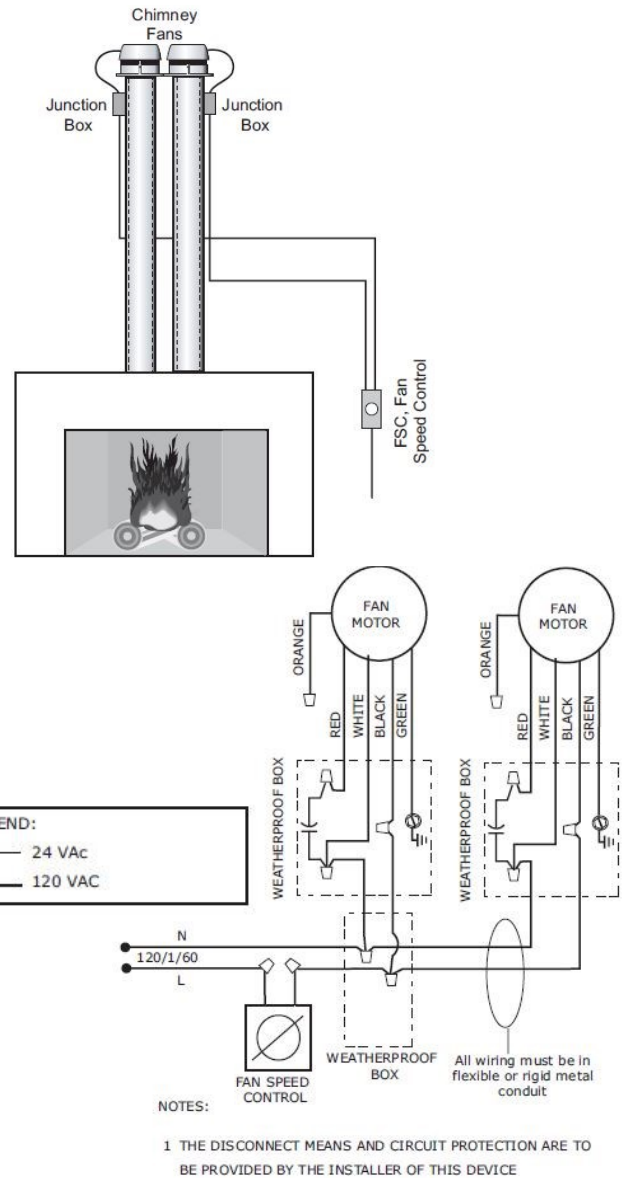 Chimney
Fans
Junction
Box
Junction
Box
FSC, Fan
Speed Control
FAN
MOTOR
FAN
MOTOR
ORANGE
RED
WHITE
BLACK
GREEN
ORANGE
RED
WHITE
BLACK
GREEN
WEATHERPROOF BOX
WEATHERPROOF BOX
END:
24 VAc
120 VAC
N
120/1/60
L
FAN SPEED
CONTROL
WEATHERPROOF
BOX
All wiring must be in
flexible or rigid metal
conduit
NOTES:
1 THE DISCONNECT MEANS AND CIRCUIT PROTECTION ARE TO
BE PROVIDED BY THE INSTALLER OF THIS DEVICE